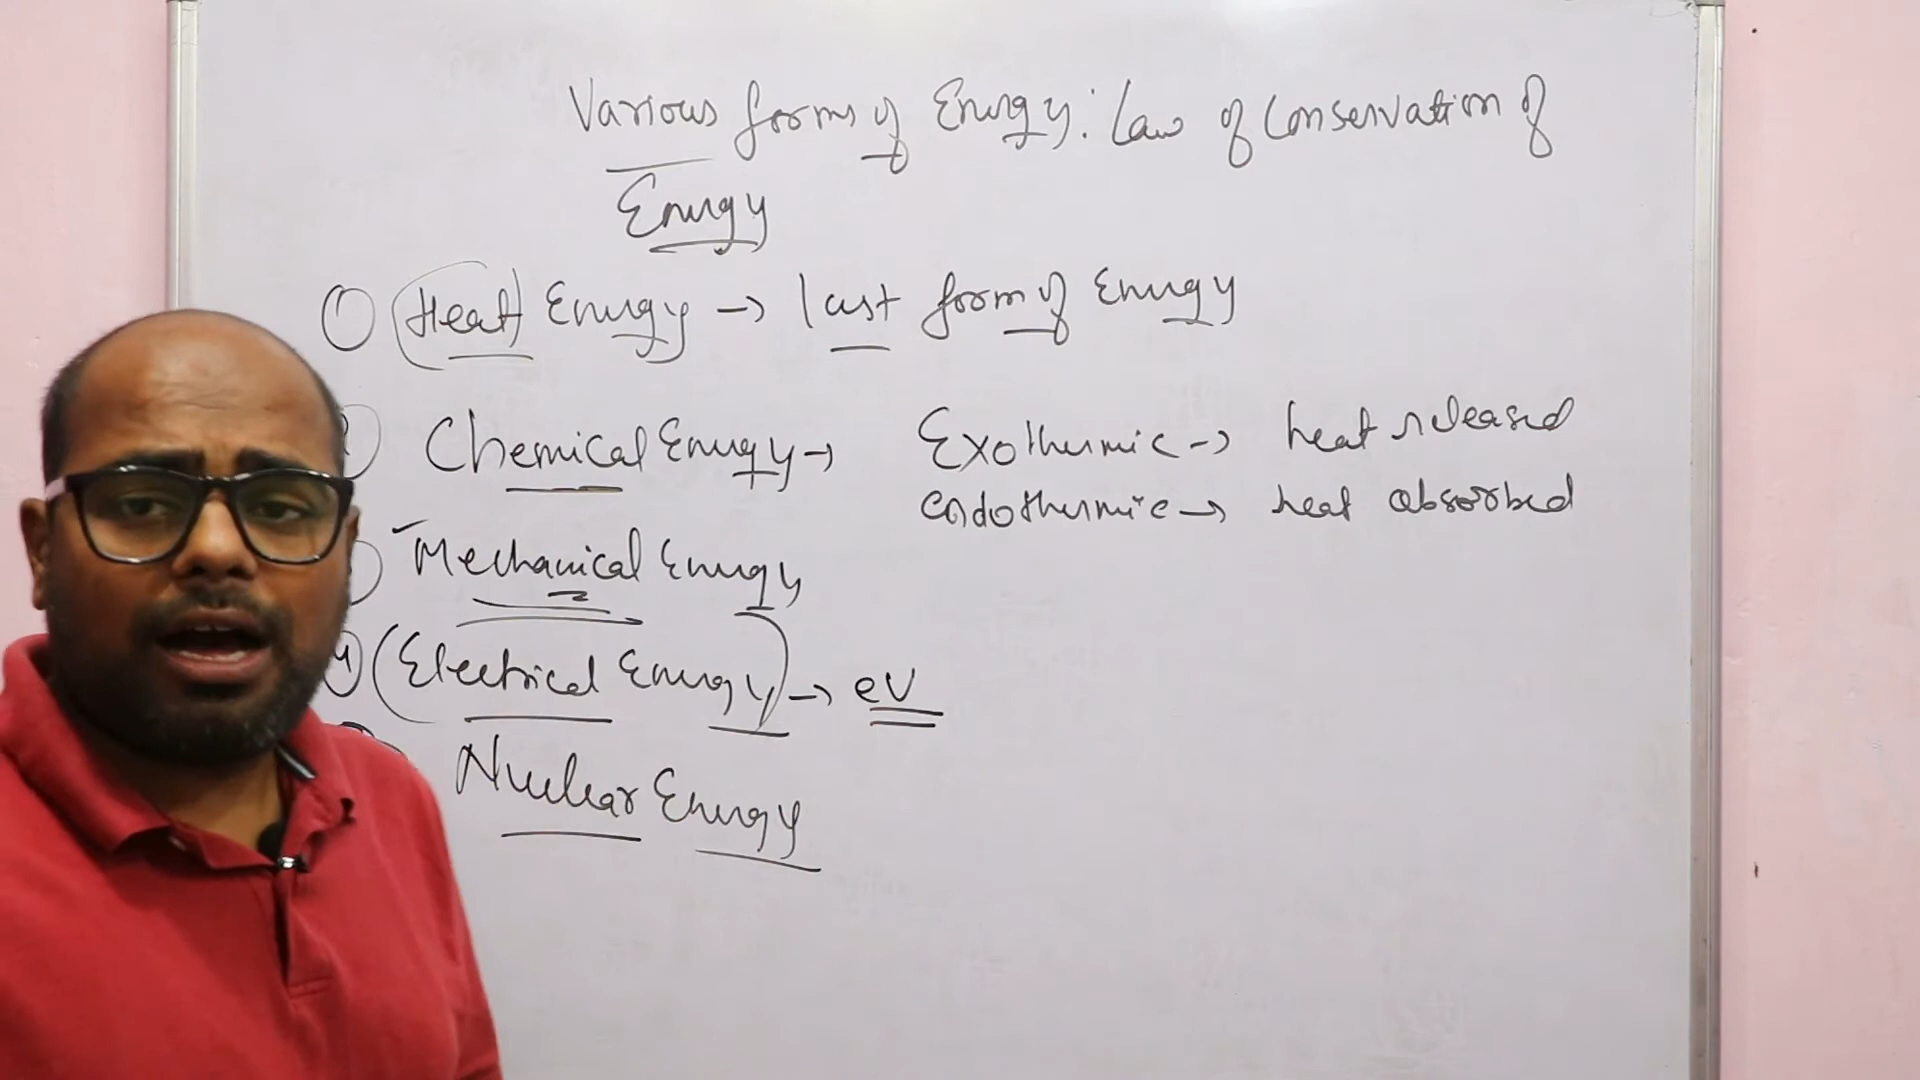 Various forms of Energy: Law of Conservation of
Energy
① Heat Energy → last form of Energy
② Chemical Energy → Exothermic → heat released
endothermic → heat absorbed
Mechanical Energy
④ (Electrical Energy) → eV
Nuclear Energy